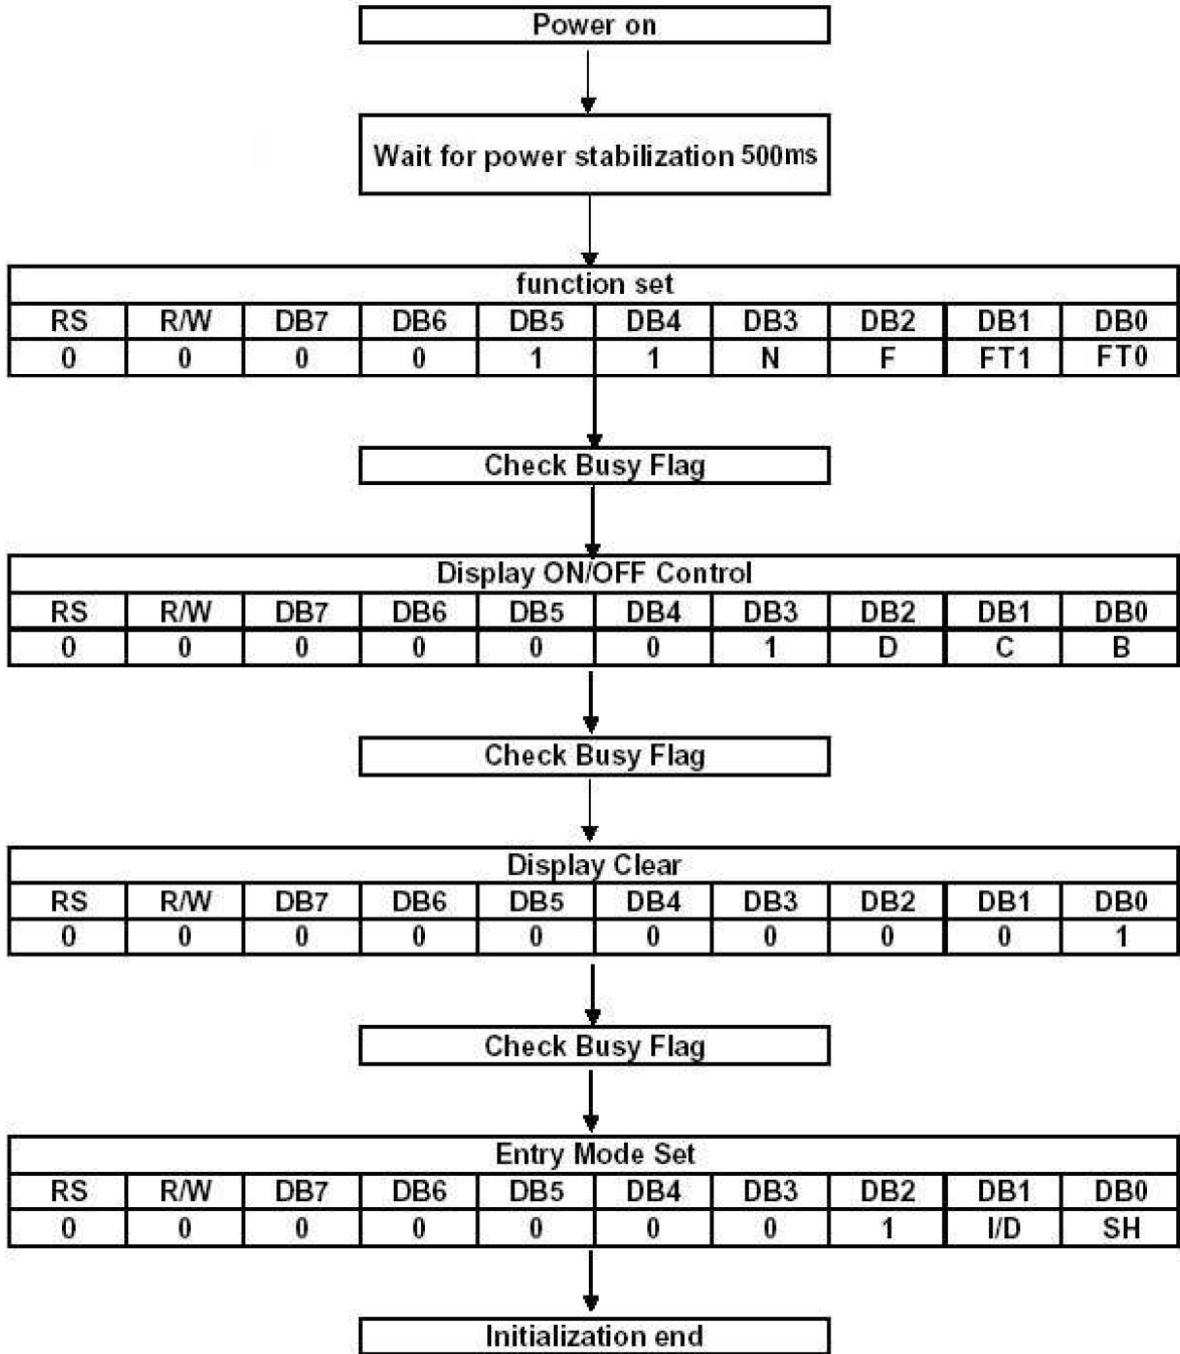 Power on
Wait for power stabilization 500ms
function set
RS R/W DB7 DB6 DB5 DB4 DB3 DB2 DB1 DB0
0 0 0 0 1 1 N F FT1 FT0
Check Busy Flag
Display ON/OFF Control
RS R/W DB7 DB6 DB5 DB4 DB3 DB2 DB1 DB0
0 0 0 0 0 0 1 D C B
Check Busy Flag
Display Clear
RS R/W DB7 DB6 DB5 DB4 DB3 DB2 DB1 DB0
0 0 0 0 0 0 0 0 0 1
Check Busy Flag
Entry Mode Set
RS R/W DB7 DB6 DB5 DB4 DB3 DB2 DB1 DB0
0 0 0 0 0 0 0 1 I/D SH
Initialization end